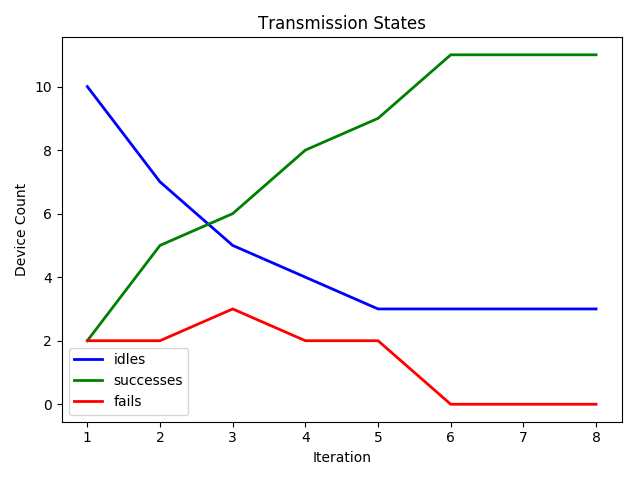 Transmission States
Device Count
10
8
6
4
2
0
idles
successes
fails
1 2 3 4 5 6 7 8
Iteration